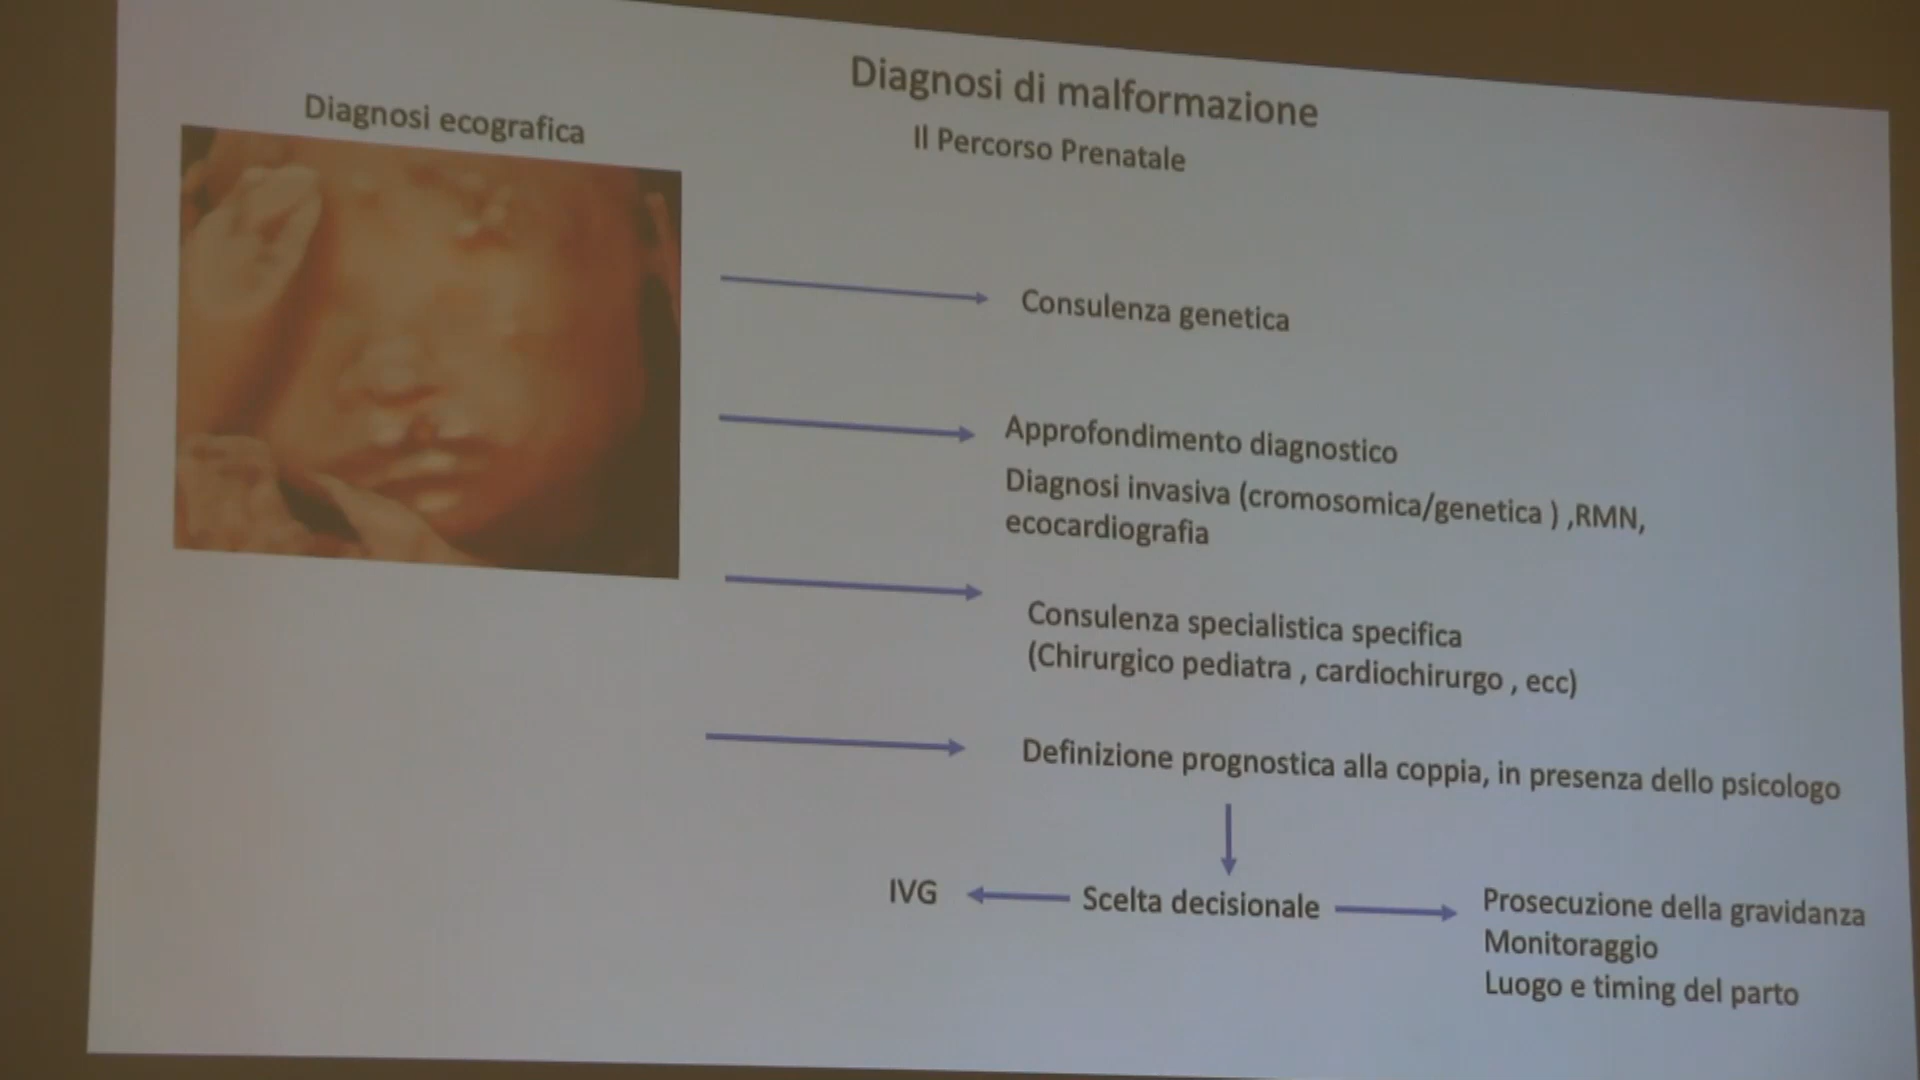 Diagnosi di malformazione
Il Percorso Prenatale
Diagnosi ecografica
Consulenza genetica
Approfondimento diagnostico
Diagnosi invasiva (cromosomica/genetica ) ,RMN,
ecocardiografia
Consulenza specialistica specifica
(Chirurgico pediatra , cardiochirurgo , ecc)
Definizione prognostica alla coppia, in presenza dello psicologo
IVG
Scelta decisionale
Prosecuzione della gravidanza
Monitoraggio
Luogo e timing del parto